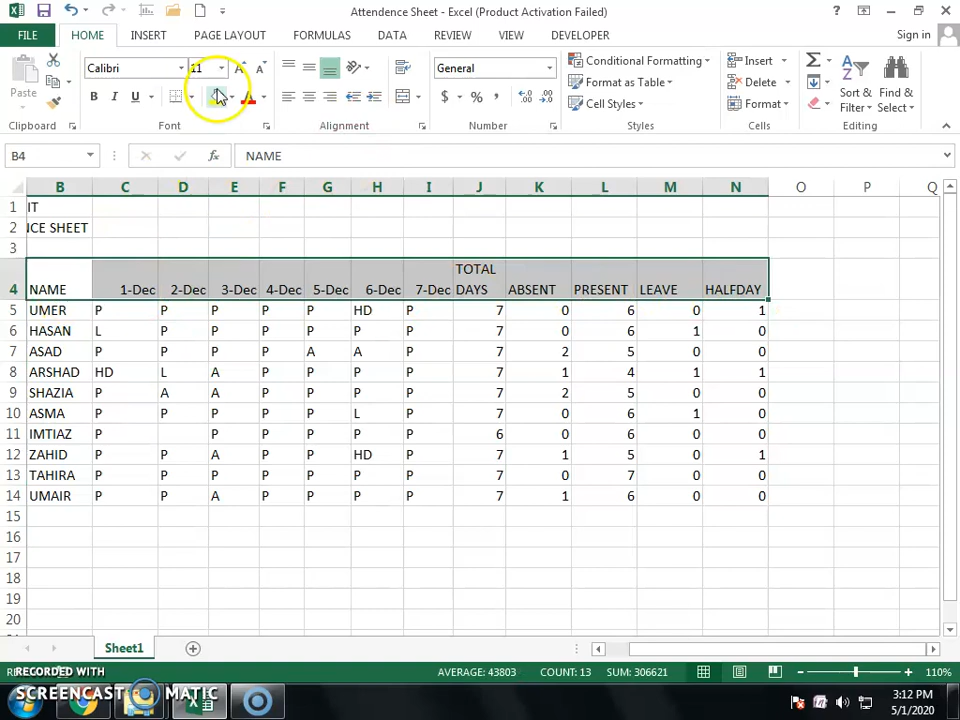 Attendence Sheet - Excel (Product Activation Failed)
FILE HOME INSERT PAGE LAYOUT FORMULAS DATA REVIEW VIEW DEVELOPER Sign in
Paste
Calibri 11
B I U
General
$ % ,
Conditional Formatting
Format as Table
Cell Styles
Insert
Delete
Format
Sort & Filter
Find & Select
Clipboard Font Alignment Number Styles Cells Editing
B4 fx NAME
B C D E F G H I J K L M N O P Q
1 IT
2 ICE SHEET
3
4 NAME 1-Dec 2-Dec 3-Dec 4-Dec 5-Dec 6-Dec 7-Dec TOTAL DAYS ABSENT PRESENT LEAVE HALFDAY
5 UMER P P P P P HD P 7 0 6 0 1
6 HASAN L P P P P P P 7 0 6 1 0
7 ASAD P P P P A A P 7 2 5 0 0
8 ARSHAD HD L A P P P P 7 1 4 1 1
9 SHAZIA P A A P P P P 7 2 5 0 0
10 ASMA P P P P P L P 7 0 6 1 0
11 IMTIAZ P P P P P P 6 0 6 0 0
12 ZAHID P P A P P HD P 7 1 5 0 1
13 TAHIRA P P P P P P P 7 0 7 0 0
14 UMAIR P P A P P P P 7 1 6 0 0
15
16
17
18
19
20
Sheet1
AVERAGE: 43803 COUNT: 13 SUM: 306621 110%
RECORDED WITH
SCREENCAST MATIC
3:12 PM
5/1/2020